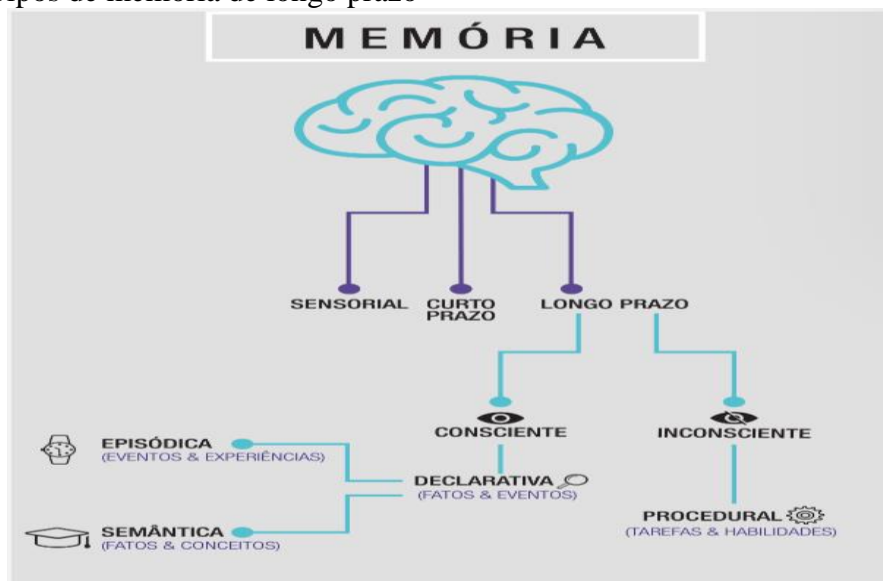 Tipos de memória de longo prazo
MEMÓRIA
SENSORIAL
CURTO
PRAZO
LONGO PRAZO
CONSCIENTE
INCONSCIENTE
EPISÓDICA
(EVENTOS & EXPERIÊNCIAS)
DECLARATIVA
(FATOS & EVENTOS)
SEMÂNTICA
(FATOS & CONCEITOS)
PROCEDURAL
(TAREFAS & HABILIDADES)